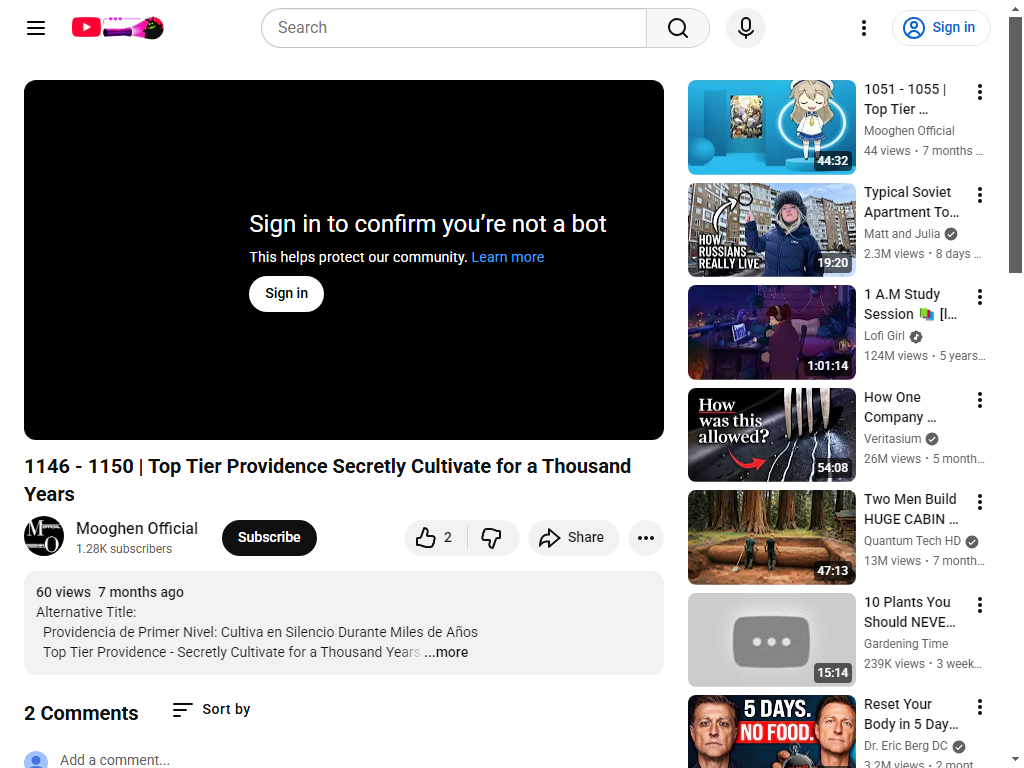 Search
Sign in
Sign in to confirm you’re not a bot
This helps protect our community. Learn more
Sign in
1146 - 1150 | Top Tier Providence Secretly Cultivate for a Thousand
Years
Mooghen Official
1.28K subscribers
Subscribe
2
Share
60 views 7 months ago
Alternative Title:
Providencia de Primer Nivel: Cultiva en Silencio Durante Miles de Años
Top Tier Providence - Secretly Cultivate for a Thousand Years ...more
2 Comments
Sort by
Add a comment...
44:32
1051 - 1055 |
Top Tier ...
Mooghen Official
44 views • 7 months ...
HOW
RUSSIANS
REALLY LIVE
19:20
Typical Soviet
Apartment To...
Matt and Julia
2.3M views • 8 days ...
1:01:14
1 A.M Study
Session 📚 [l...
Lofi Girl
124M views • 5 years...
How
was this
allowed?
54:08
How One
Company ...
Veritasium
26M views • 5 month...
47:13
Two Men Build
HUGE CABIN ...
Quantum Tech HD
13M views • 7 month...
15:14
10 Plants You
Should NEVE...
Gardening Time
239K views • 3 week...
5 DAYS.
NO FOOD.
Reset Your
Body in 5 Day...
Dr. Eric Berg DC
3.2M views • 2 mont...